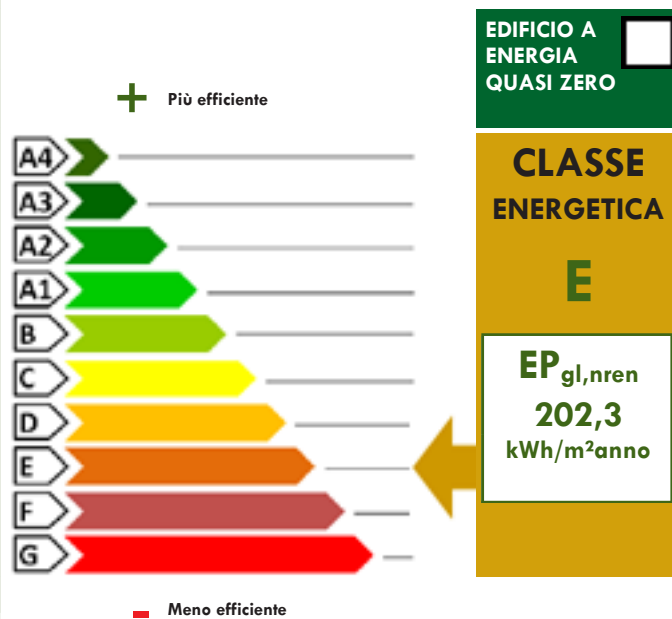 EDIFICIO A
ENERGIA
QUASI ZERO
+ Più efficiente
A4
A3
A2
A1
B
C
D
E
F
G
- Meno efficiente
CLASSE
ENERGETICA
E
EPgl,nren
202,3
kWh/m²anno